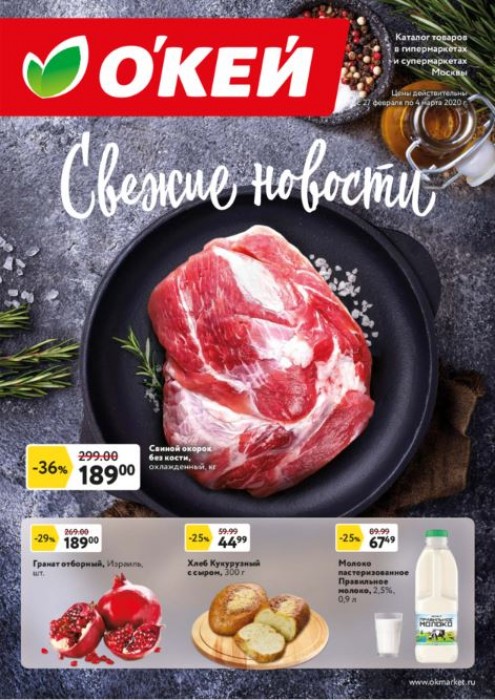 О'КЕЙ
Каталог товаров
в гипермаркетах
и супермаркетах
Москвы
Цены действительны
с 27 февраля по 4 марта 2020 г.
Свежие новости
-36%
299.00
189 00
Свиной окорок
без кости,
охлажденный, кг
-29%
269.00
189 00
Гранат отборный, Израиль,
шт.
-25%
59.99
44 99
Хлеб Кукурузный
с сыром, 300 г
-25%
89.99
67 49
Молоко
пастеризованное
Правильное
молоко, 2,5%,
0,9 л
ПРАВИЛЬНОЕ
МОЛОКО
www.okmarket.ru